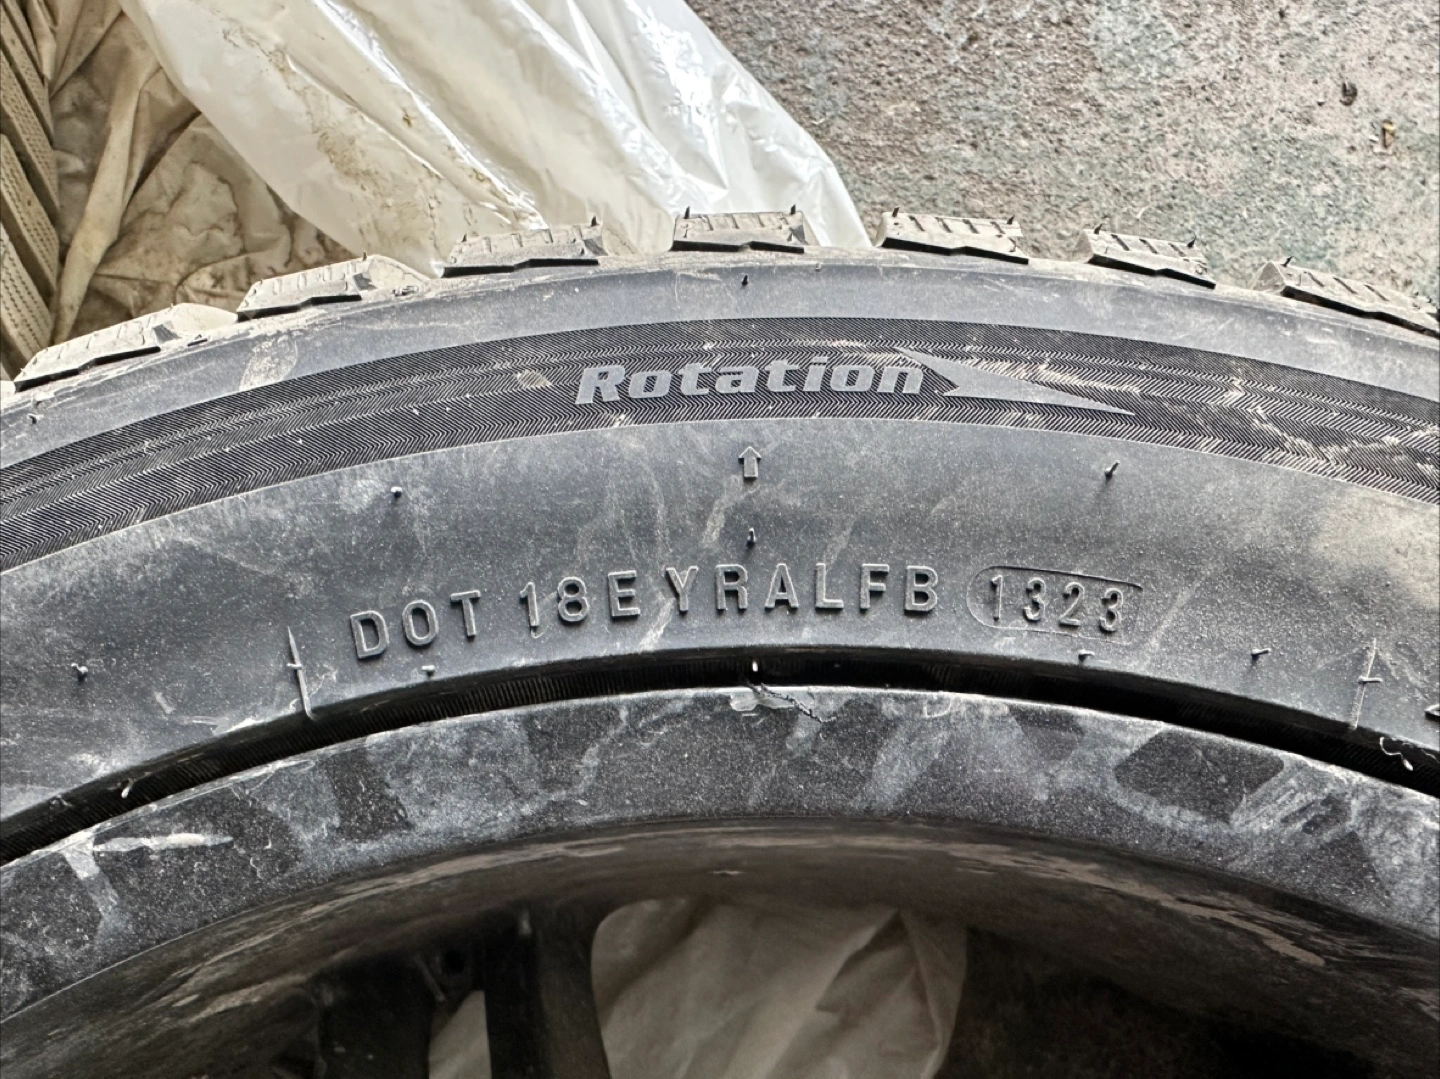 Rotation
DOT 18E YRALFB 1323